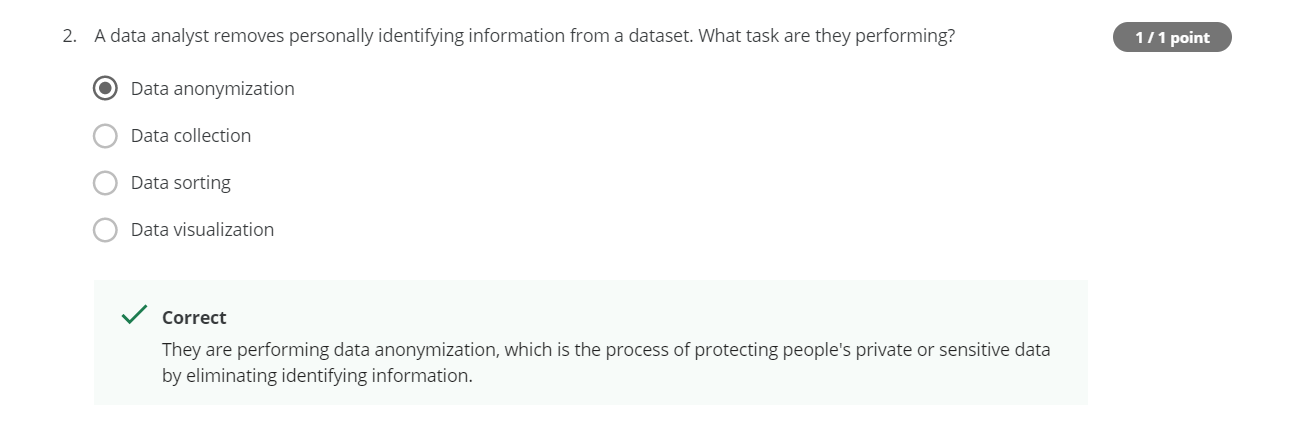 2. A data analyst removes personally identifying information from a dataset. What task are they performing?
1 / 1 point
Data anonymization
Data collection
Data sorting
Data visualization
Correct
They are performing data anonymization, which is the process of protecting people's private or sensitive data
by eliminating identifying information.